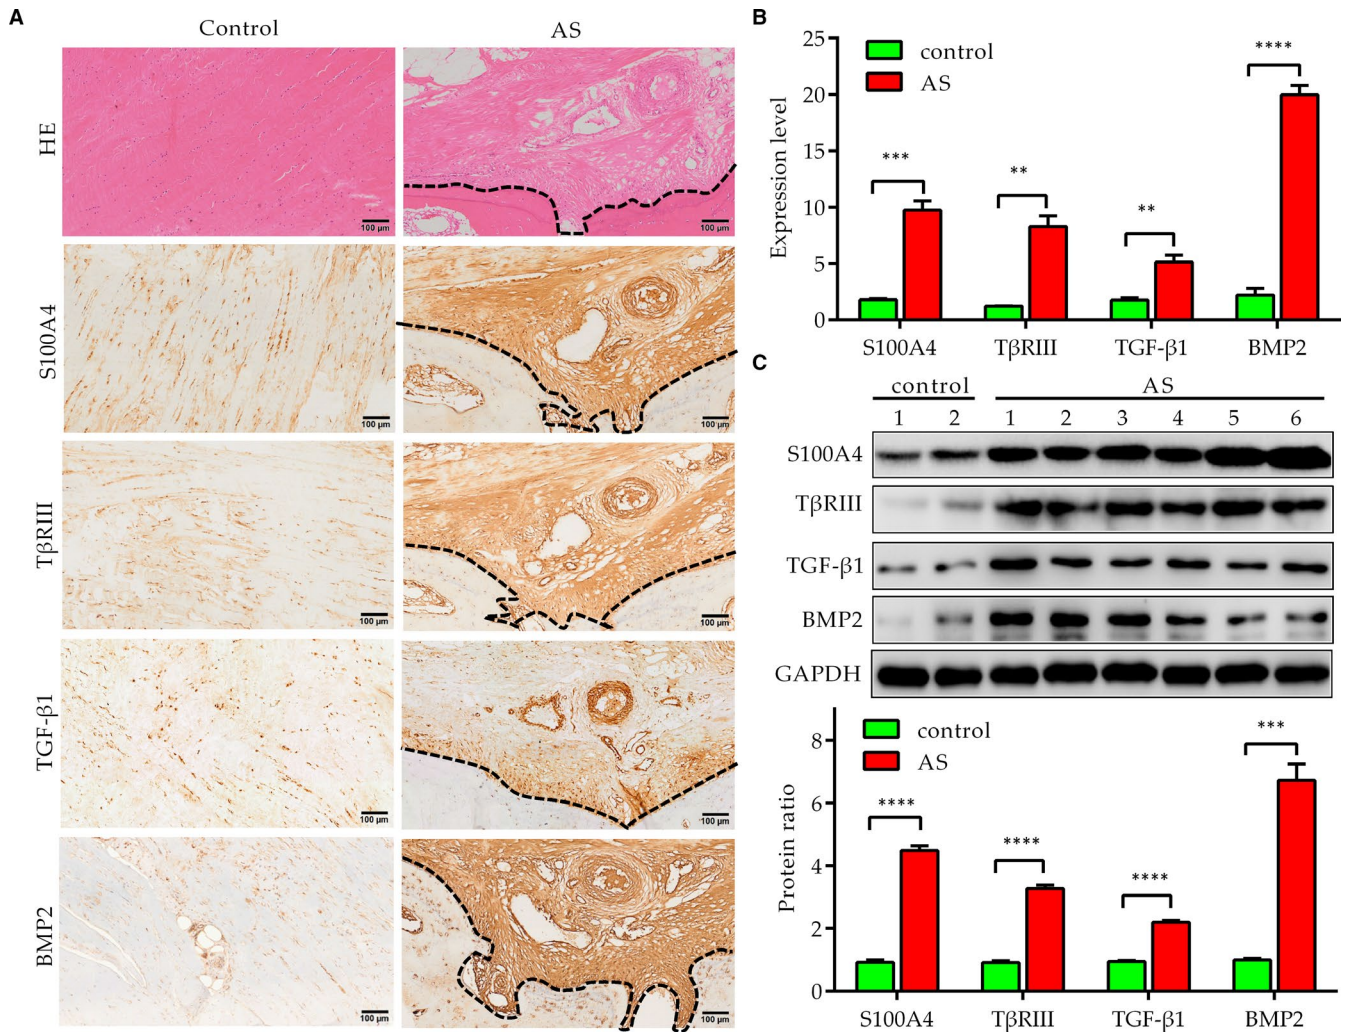 A
Control
AS
HE
100 µm
100 µm
S100A4
100 µm
100 µm
TβRIII
100 µm
100 µm
TGF-β1
100 µm
100 µm
BMP2
100 µm
100 µm
B
25
20
15
10
5
0
Expression level
control
AS
***
**
**
****
S100A4 TβRIII TGF-β1 BMP2
C
control AS
1 2 1 2 3 4 5 6
S100A4
TβRIII
TGF-β1
BMP2
GAPDH
8
6
4
2
0
Protein ratio
control
AS
****
****
****
***
S100A4 TβRIII TGF-β1 BMP2